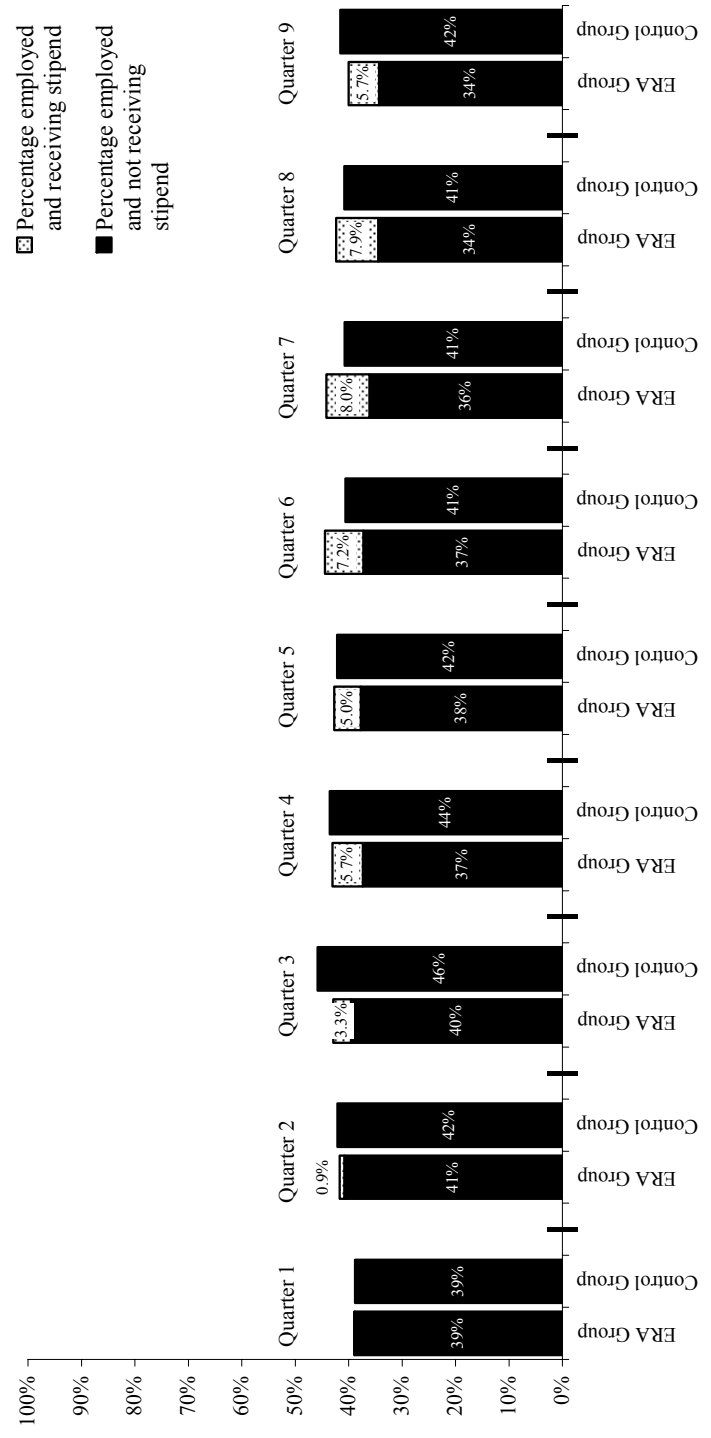 Percentage employed
and receiving stipend
Percentage employed
and not receiving
stipend
100%
90%
80%
70%
60%
50%
40%
30%
20%
10%
0%
Quarter 1
39%
39%
ERA Group
Control Group
Quarter 2
0.9%
41%
42%
ERA Group
Control Group
Quarter 3
3.3%
40%
46%
ERA Group
Control Group
Quarter 4
5.7%
37%
44%
ERA Group
Control Group
Quarter 5
5.0%
38%
42%
ERA Group
Control Group
Quarter 6
7.2%
37%
41%
ERA Group
Control Group
Quarter 7
8.0%
36%
41%
ERA Group
Control Group
Quarter 8
7.9%
34%
41%
ERA Group
Control Group
Quarter 9
5.7%
34%
42%
ERA Group
Control Group